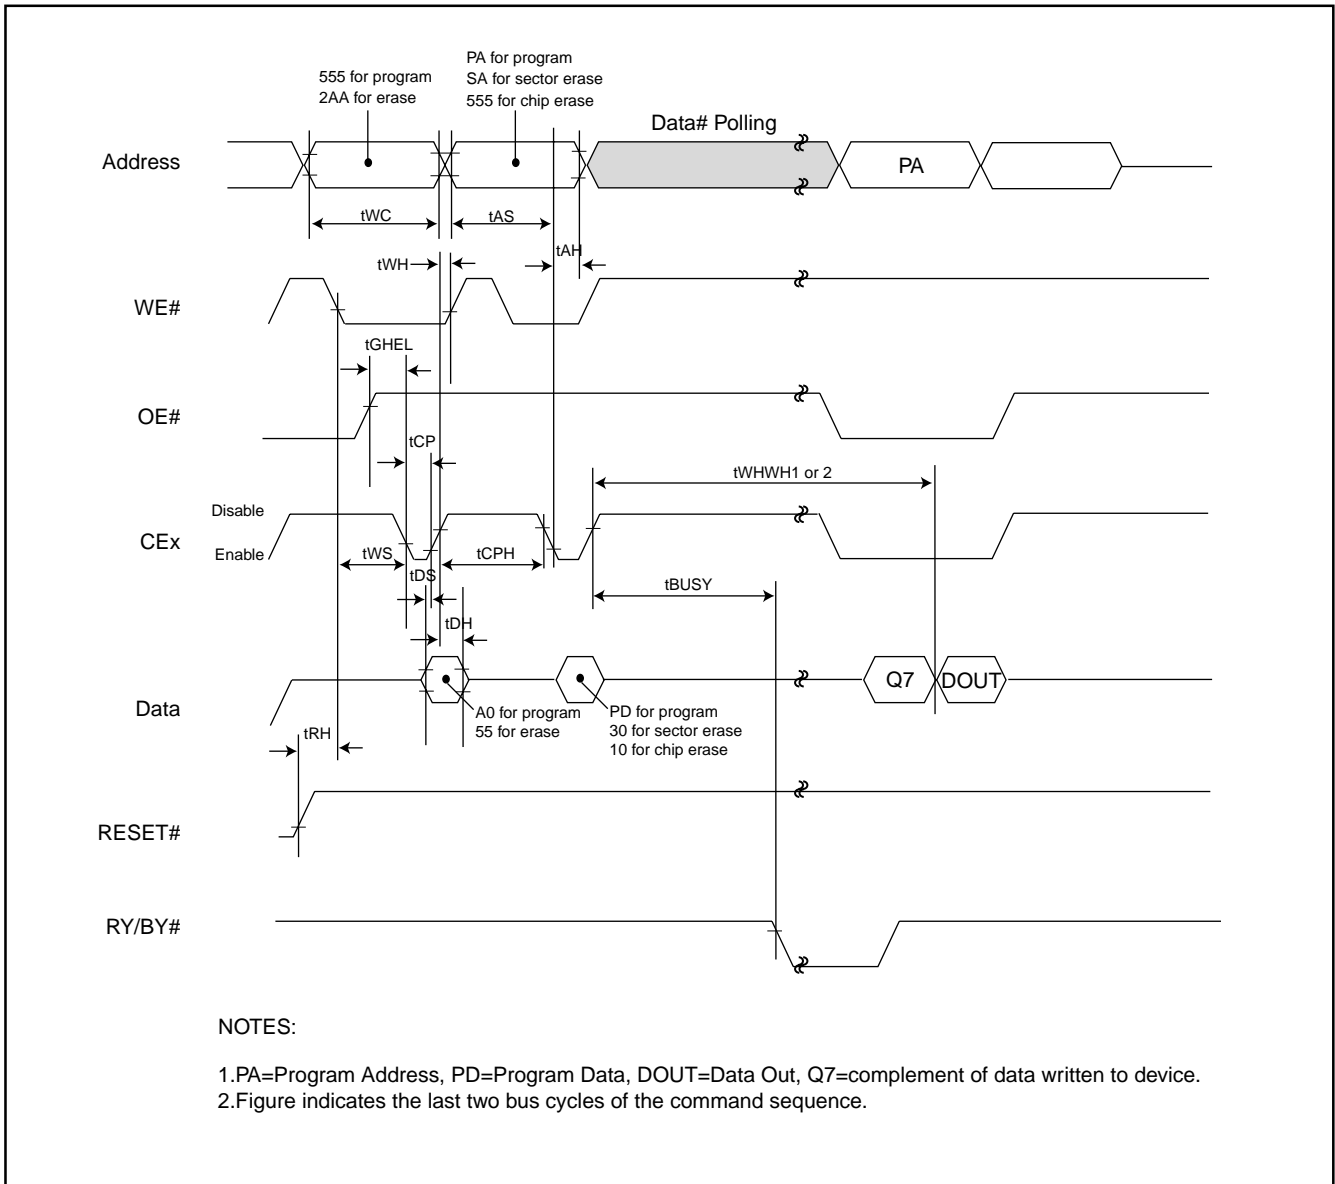 555 for program
2AA for erase
PA for program
SA for sector erase
555 for chip erase
Data# Polling
Address
PA
tWC
tAS
tAH
tWH
WE#
tGHEL
OE#
tCP
tWHWH1 or 2
Disable
CEx
Enable
tWS
tCPH
tDS
tBUSY
tDH
Data
Q7
DOUT
A0 for program
55 for erase
PD for program
30 for sector erase
10 for chip erase
tRH
RESET#
RY/BY#
NOTES:
1.PA=Program Address, PD=Program Data, DOUT=Data Out, Q7=complement of data written to device.
2.Figure indicates the last two bus cycles of the command sequence.